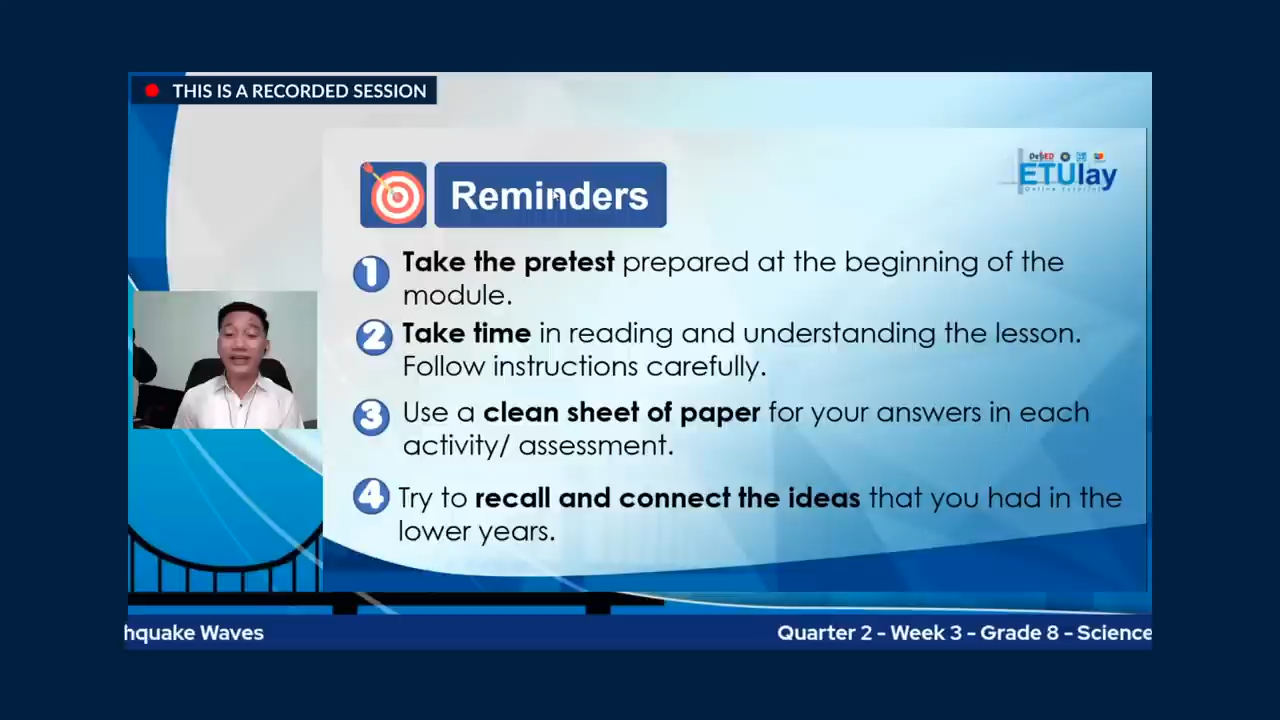 THIS IS A RECORDED SESSION
DepED
ETUlay
Reminders
1 Take the pretest prepared at the beginning of the
module.
2 Take time in reading and understanding the lesson.
Follow instructions carefully.
3 Use a clean sheet of paper for your answers in each
activity/ assessment.
4 Try to recall and connect the ideas that you had in the
lower years.
hquake Waves
Quarter 2 - Week 3 - Grade 8 - Science